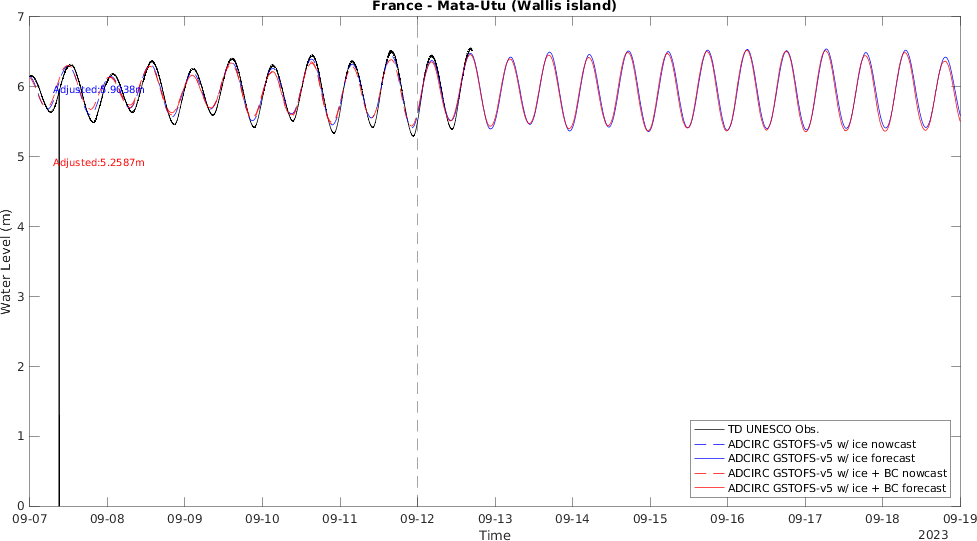 France - Mata-Utu (Wallis island)
7
6
5
4
3
2
1
0
Water Level (m)
Adjusted:5.9638m
Adjusted:5.2587m
TD UNESCO Obs.
ADCIRC GSTOFS-v5 w/ ice nowcast
ADCIRC GSTOFS-v5 w/ ice forecast
ADCIRC GSTOFS-v5 w/ ice + BC nowcast
ADCIRC GSTOFS-v5 w/ ice + BC forecast
09-07 09-08 09-09 09-10 09-11 09-12 09-13 09-14 09-15 09-16 09-17 09-18 09-19
Time
2023